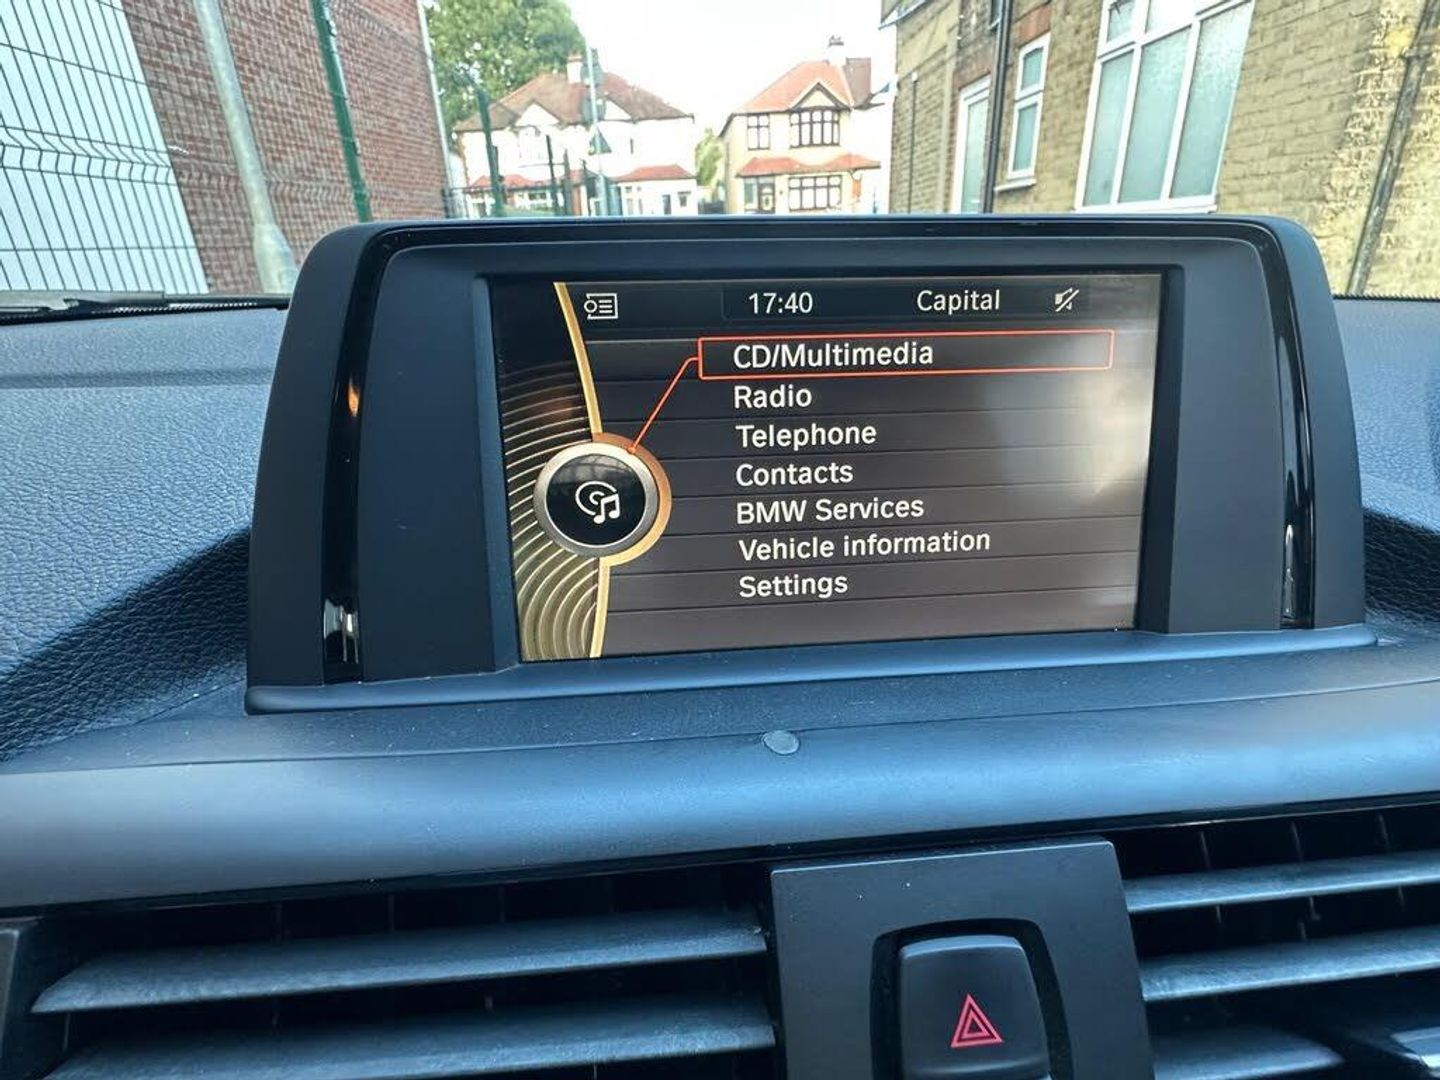 17:40 Capital
CD/Multimedia
Radio
Telephone
Contacts
BMW Services
Vehicle information
Settings